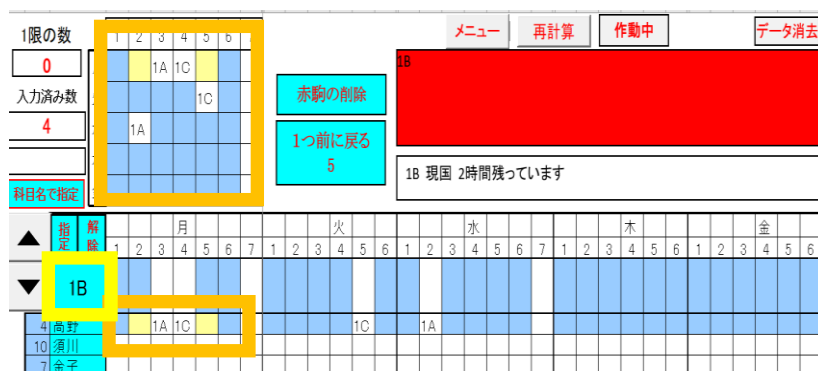 1限の数
1 2 3 4 5 6
メニュー 再計算 作動中 データ消去
0
1A 1C
1B
入力済み数
1C
赤駒の削除
4
1A
1つ前に戻る
5
1B 現国 2時間残っています
科目名で指定
▲ 指定 解除 月 火 水 木 金
1 2 3 4 5 6 7 1 2 3 4 5 6 1 2 3 4 5 6 7 1 2 3 4 5 6 1 2 3 4 5 6
▼ 1B
4 高野 1A 1C 1C 1A
10 須川
7 金子